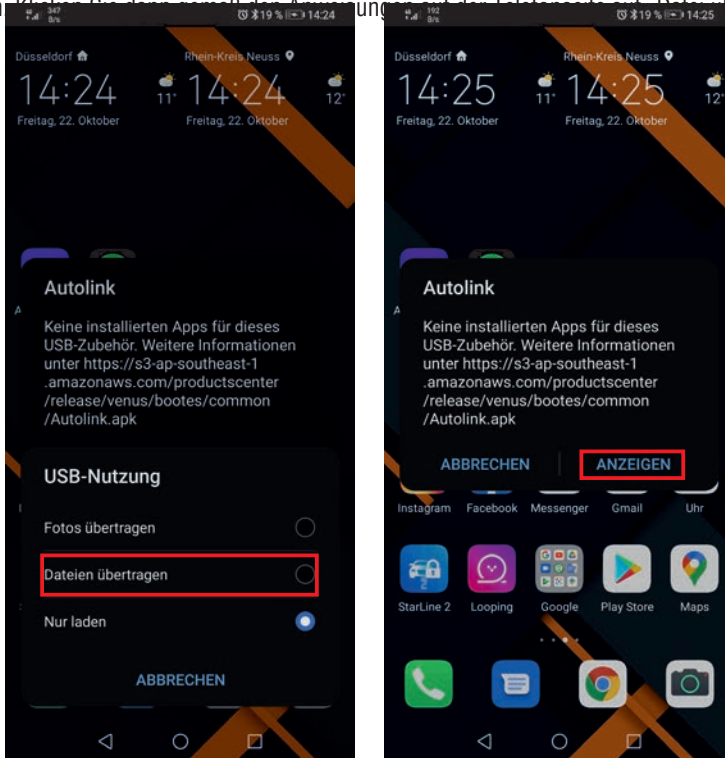 347
B/s
19 %
14:24
Düsseldorf
Rhein-Kreis Neuss
14:24
11°
14:24
12°
Freitag, 22. Oktober
Freitag, 22. Oktober
Autolink
Keine installierten Apps für dieses
USB-Zubehör. Weitere Informationen
unter https://s3-ap-southeast-1
.amazonaws.com/productscenter
/release/venus/bootes/common
/Autolink.apk
USB-Nutzung
Fotos übertragen
Dateien übertragen
Nur laden
ABBRECHEN
192
B/s
19 %
14:25
Düsseldorf
Rhein-Kreis Neuss
14:25
11°
14:25
12°
Freitag, 22. Oktober
Freitag, 22. Oktober
Autolink
Keine installierten Apps für dieses
USB-Zubehör. Weitere Informationen
unter https://s3-ap-southeast-1
.amazonaws.com/productscenter
/release/venus/bootes/common
/Autolink.apk
ABBRECHEN
ANZEIGEN
Instagram
Facebook
Messenger
Gmail
Uhr
StarLine 2
Looping
Google
Play Store
Maps